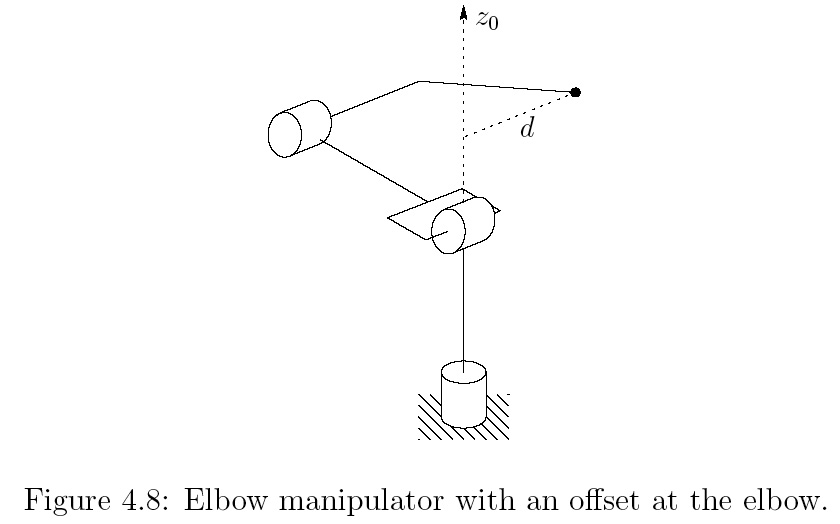 z₀
d
Figure 4.8: Elbow manipulator with an offset at the elbow.